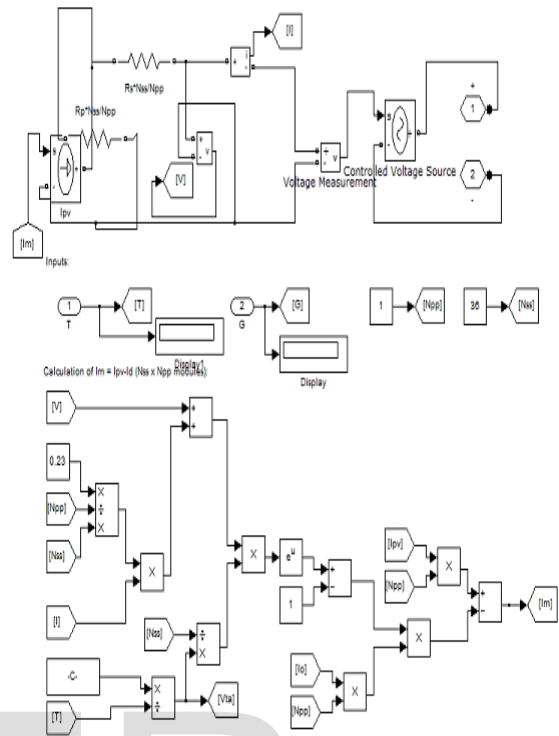 [I]
Rs*Nss/Npp
Rp*Nss/Npp
i
+
-
s
+
-
Ipv
+
-
v
[V]
+
-
v
Voltage Measurement
s
+
-
Controlled Voltage Source
+
1
2
-
[Im]
Inputs:
1
T
[T]
Display1
2
G
[G]
Display
1
[Npp]
36
[Nss]
Calculation of Im = Ipv-Id (Nss x Npp modules):
[V]
+
+
0.23
[Npp]
[Nss]
×
÷
×
[I]
×
[Nss]
÷
×
-C-
[T]
×
÷
[Vta]
×
eᵘ
1
+
−
[Ipv]
[Npp]
×
[Io]
[Npp]
×
×
+
−
[Im]